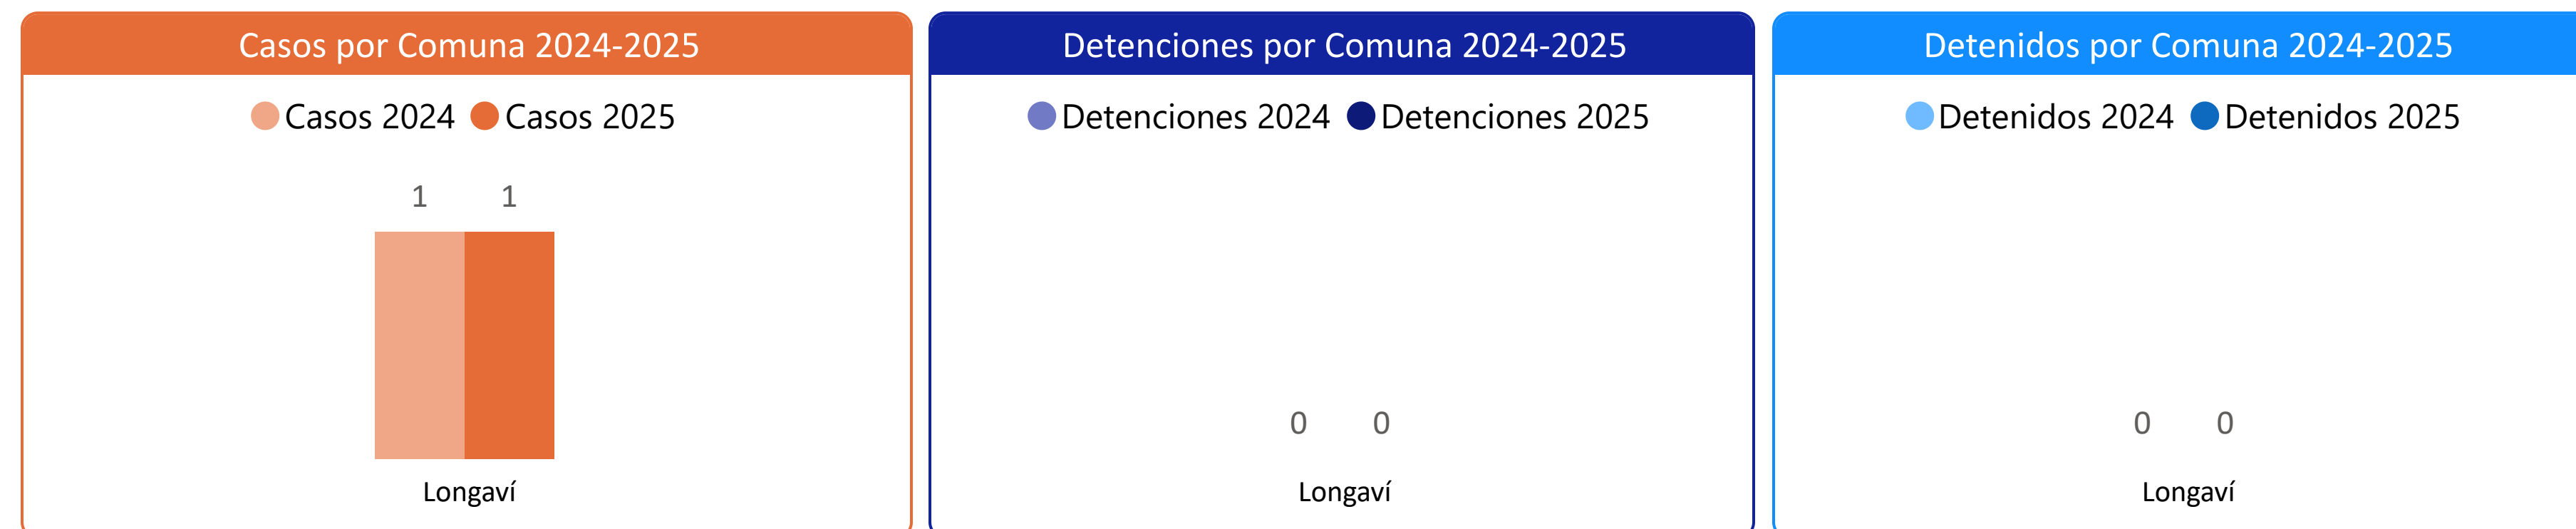 Casos por Comuna 2024-2025
Casos 2024 Casos 2025
1 1
Longaví
Detenciones por Comuna 2024-2025
Detenciones 2024 Detenciones 2025
0 0
Longaví
Detenidos por Comuna 2024-2025
Detenidos 2024 Detenidos 2025
0 0
Longaví